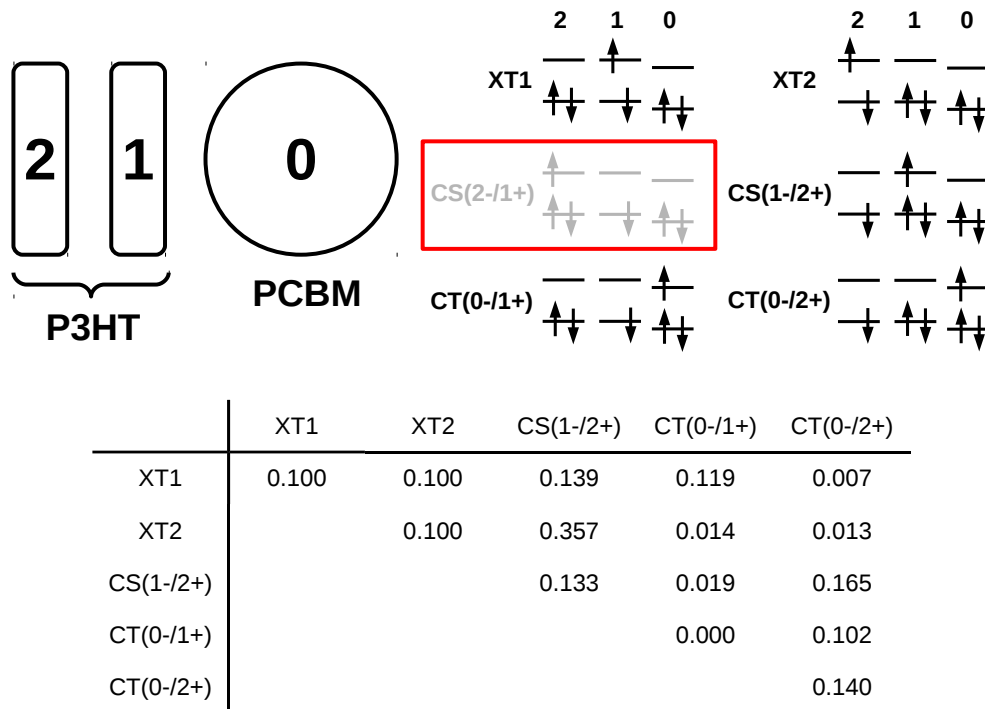 2 1 0
2 1 0
XT1
XT2
2 1 0
CS(2-/1+)
CS(1-/2+)
PCBM
CT(0-/1+)
CT(0-/2+)
P3HT
XT1 XT2 CS(1-/2+) CT(0-/1+) CT(0-/2+)
XT1 0.100 0.100 0.139 0.119 0.007
XT2 0.100 0.357 0.014 0.013
CS(1-/2+) 0.133 0.019 0.165
CT(0-/1+) 0.000 0.102
CT(0-/2+) 0.140